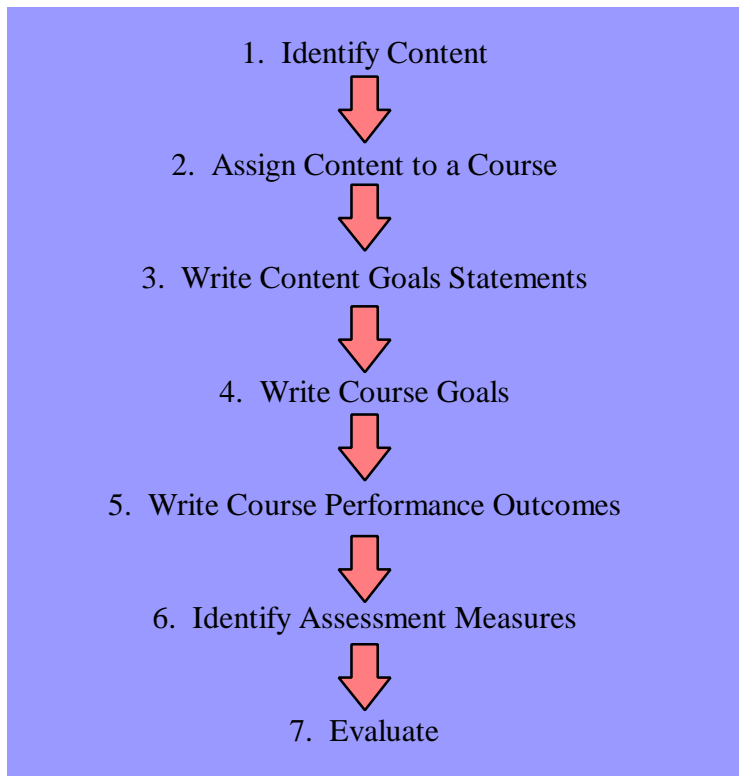 1. Identify Content
2. Assign Content to a Course
3. Write Content Goals Statements
4. Write Course Goals
5. Write Course Performance Outcomes
6. Identify Assessment Measures
7. Evaluate